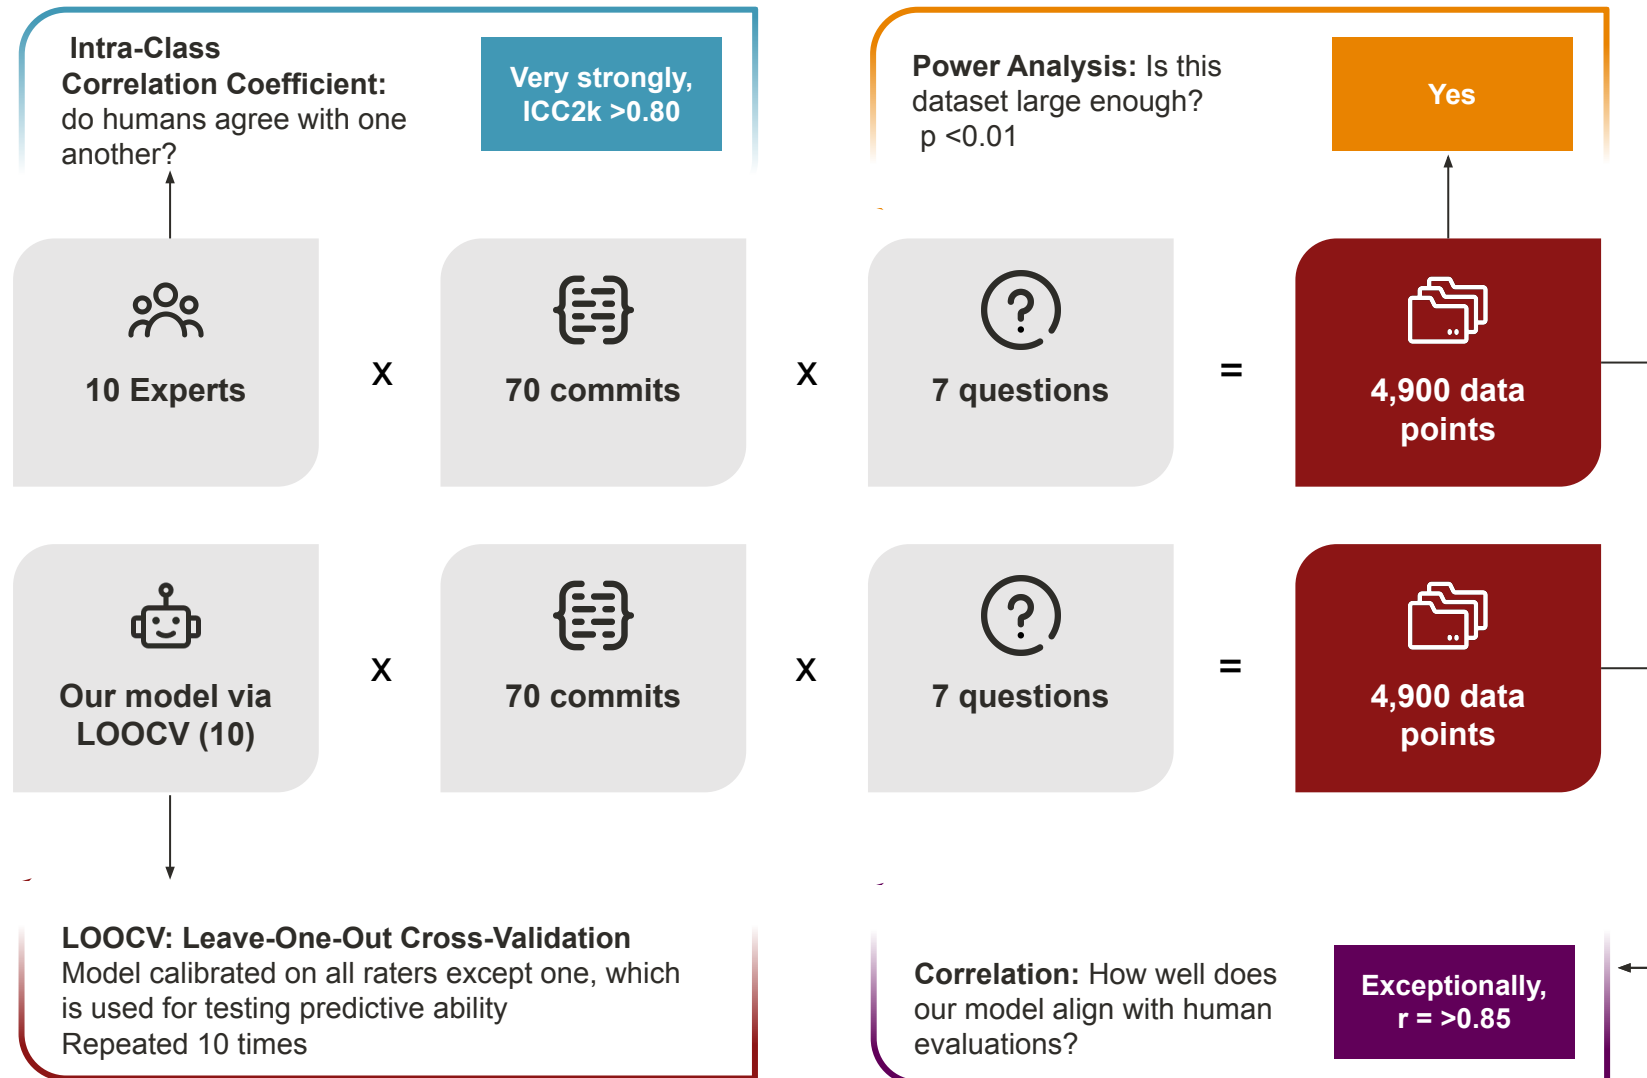 Intra-Class
Correlation Coefficient:
do humans agree with one
another?
Very strongly,
ICC2k >0.80
Power Analysis: Is this
dataset large enough?
p <0.01
Yes
10 Experts
x
70 commits
x
7 questions
=
4,900 data
points
Our model via
LOOCV (10)
x
70 commits
x
7 questions
=
4,900 data
points
LOOCV: Leave-One-Out Cross-Validation
Model calibrated on all raters except one, which
is used for testing predictive ability
Repeated 10 times
Correlation: How well does
our model align with human
evaluations?
Exceptionally,
r = >0.85